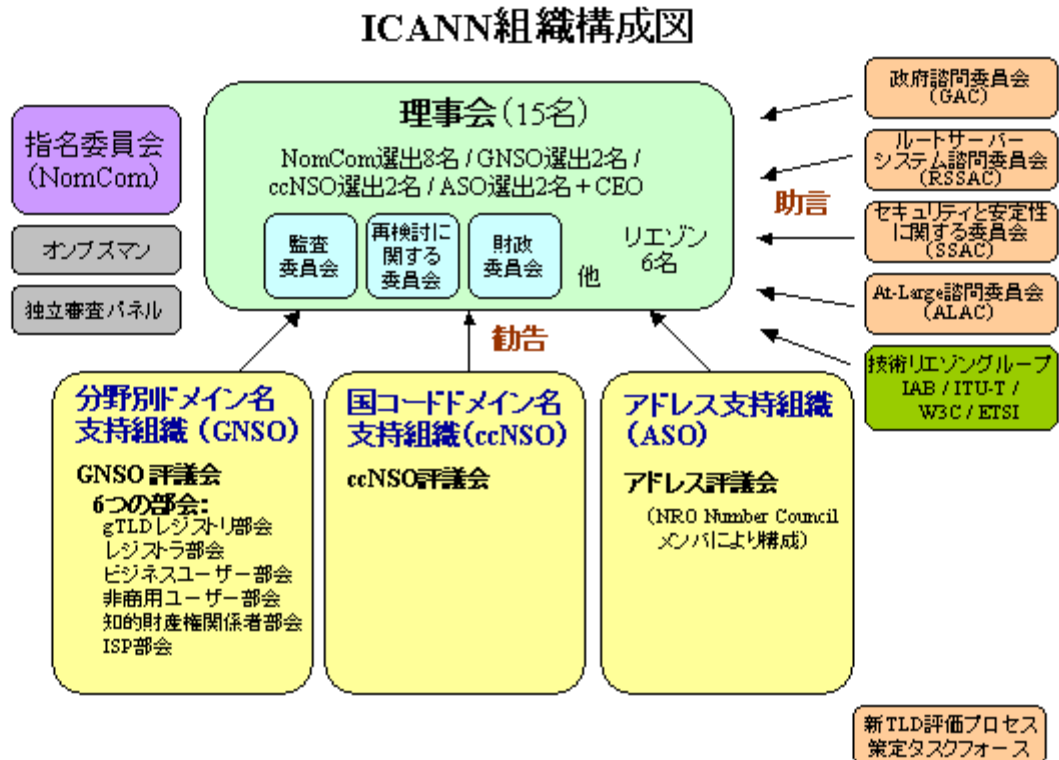 ICANN組織構成図
指名委員会
(NomCom)
オンブズマン
独立審査パネル
理事会(15名)
NomCom選出8名 / GNSO選出2名 /
ccNSO選出2名 / ASO選出2名+CEO
監査
委員会
再検討に
関する
委員会
財政
委員会
他
リエゾン
6名
助言
政府諮問委員会
(GAC)
ルートサーバー
システム諮問委員会
(RSSAC)
セキュリティと安定性
に関する委員会
(SSAC)
At-Large諮問委員会
(ALAC)
技術リエゾングループ
IAB / ITU-T /
W3C / ETSI
勧告
分野別ドメイン名
支持組織 (GNSO)
GNSO 評議会
6つの部会:
gTLDレジストリ部会
レジストラ部会
ビジネスユーザー部会
非商用ユーザー部会
知的財産権関係者部会
ISP部会
国コードドメイン名
支持組織(ccNSO)
ccNSO評議会
アドレス支持組織
(ASO)
アドレス評議会
(NRO Number Council
メンバにより構成)
新TLD評価プロセス
策定タスクフォース